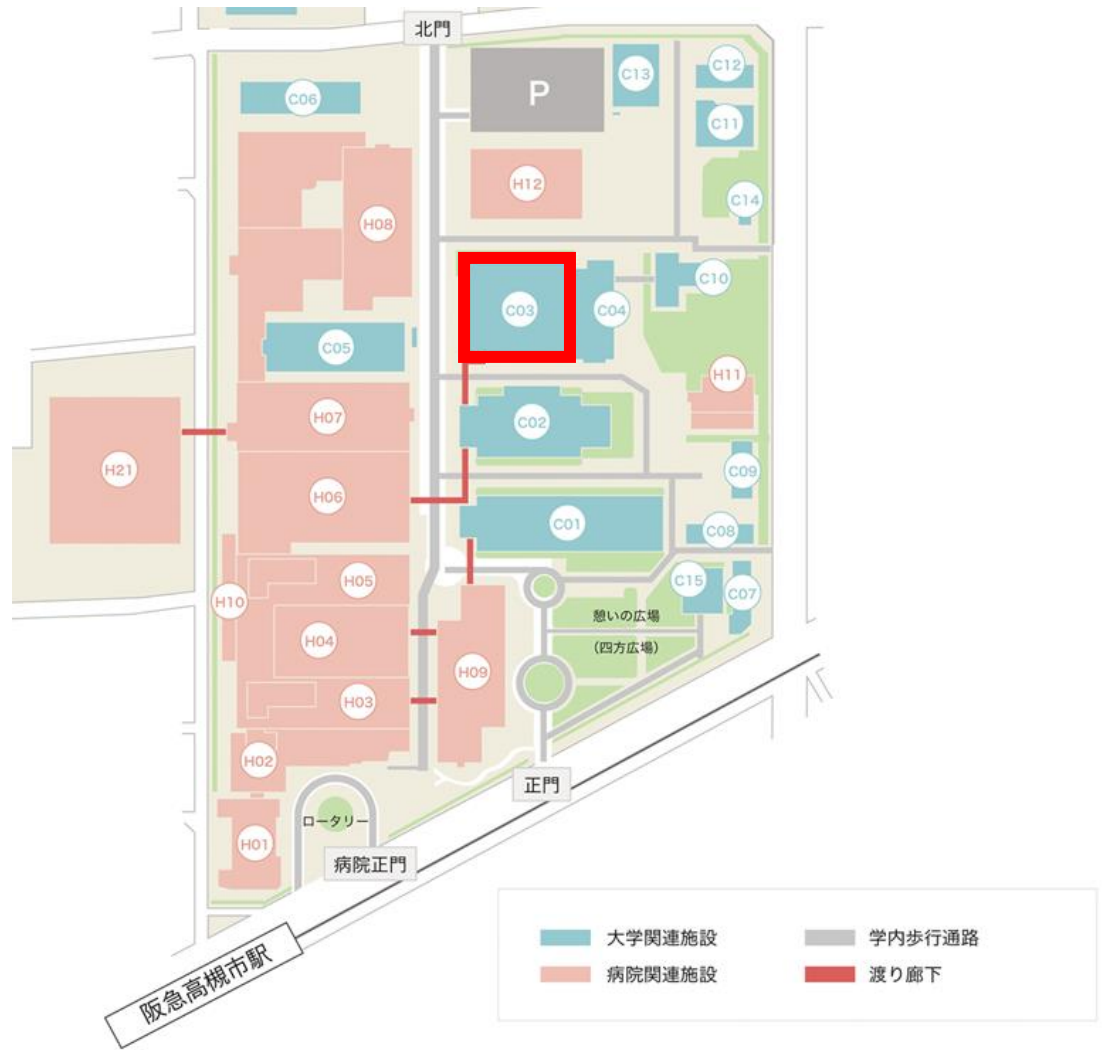 北門
C12
C13
C06
P
C11
H12
C14
H08
C10
C03
C04
C05
H11
H07
C02
H21
C09
H06
C01
C08
H05
C15
C07
H10
憩いの広場
H04
(四方広場)
H09
H03
H02
正門
ロータリー
H01
病院正門
大学関連施設
学内歩行通路
病院関連施設
渡り廊下
阪急高槻市駅